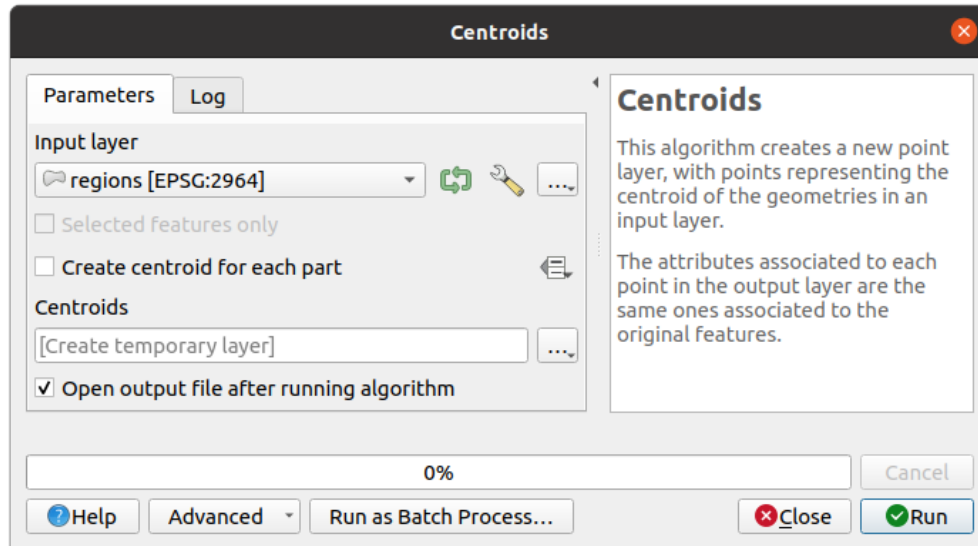 Centroids
Parameters
Log
Input layer
regions [EPSG:2964]
…
Selected features only
Create centroid for each part
Centroids
[Create temporary layer]
…
Open output file after running algorithm
Centroids
This algorithm creates a new point
layer, with points representing the
centroid of the geometries in an
input layer.
The attributes associated to each
point in the output layer are the
same ones associated to the
original features.
0%
Cancel
Help
Advanced
Run as Batch Process…
Close
Run